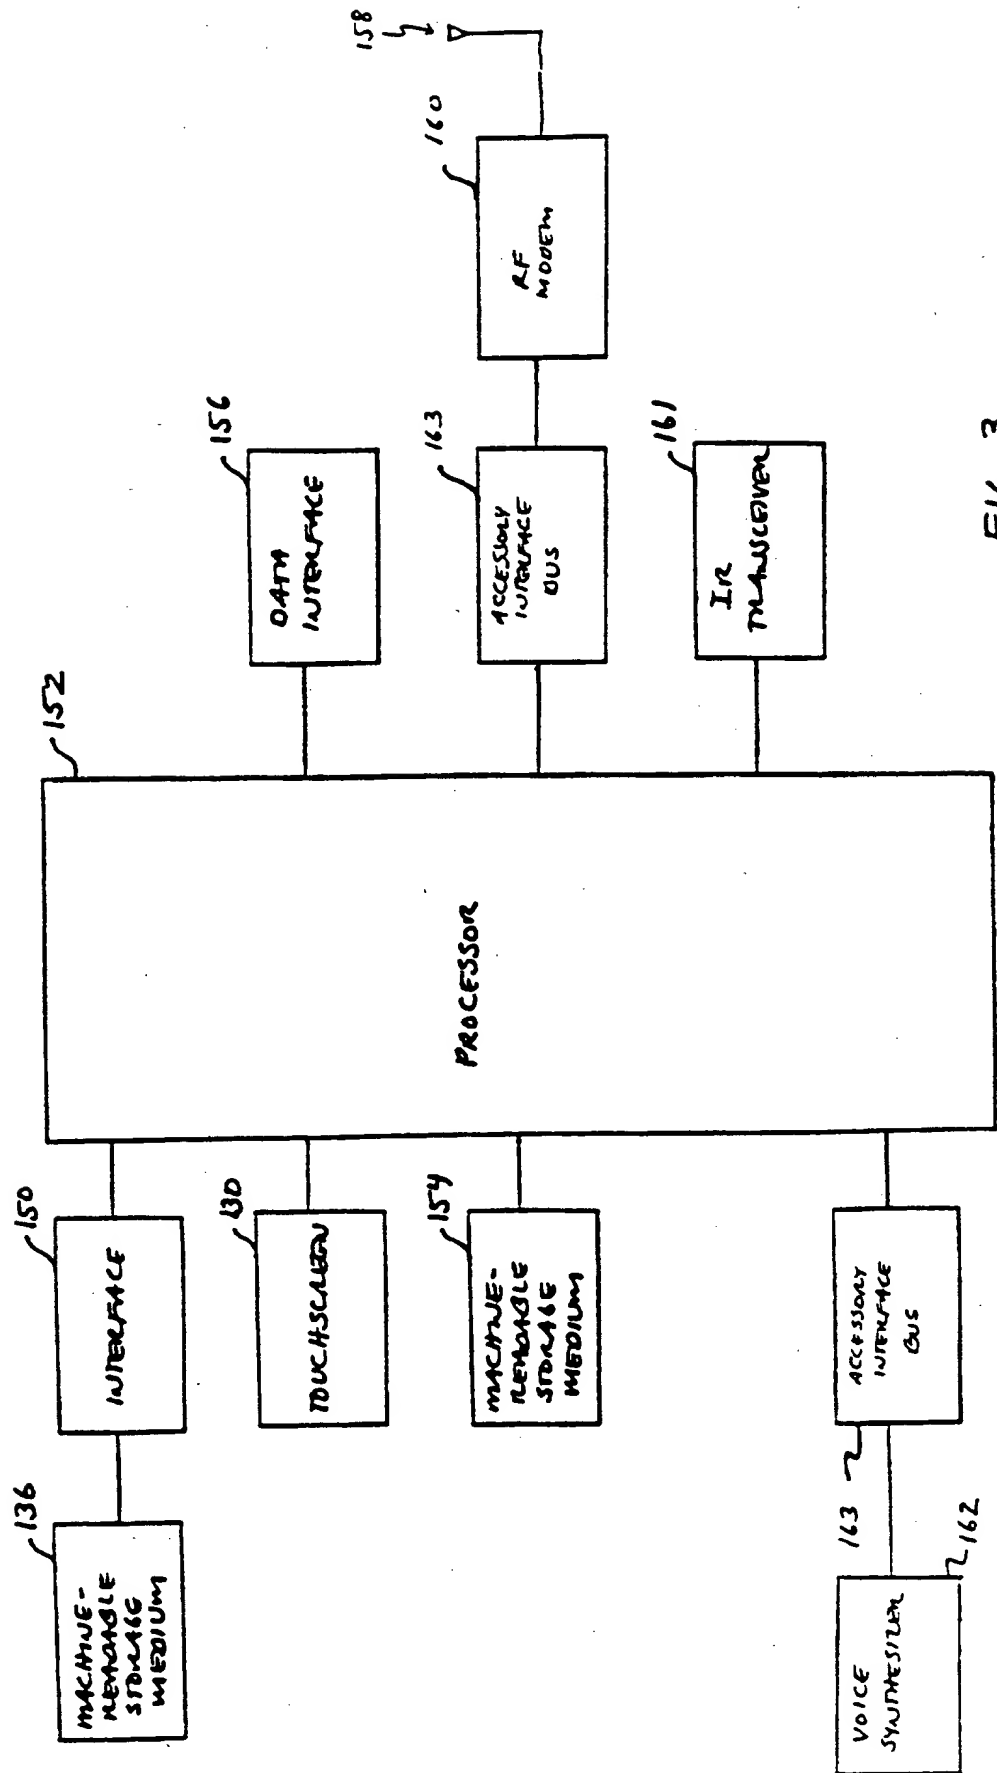 136
MACHINE-
READABLE
STORAGE
MEDIUM
150
INTERFACE
130
TOUCHSCREEN
154
MACHINE-
READABLE
STORAGE
MEDIUM
163
ACCESSORY
INTERFACE
BUS
162
VOICE
SYNTHESIZER
152
PROCESSOR
156
DATA
INTERFACE
163
ACCESSORY
INTERFACE
BUS
160
RF
MODEM
158
161
IR
TRANSCEIVER